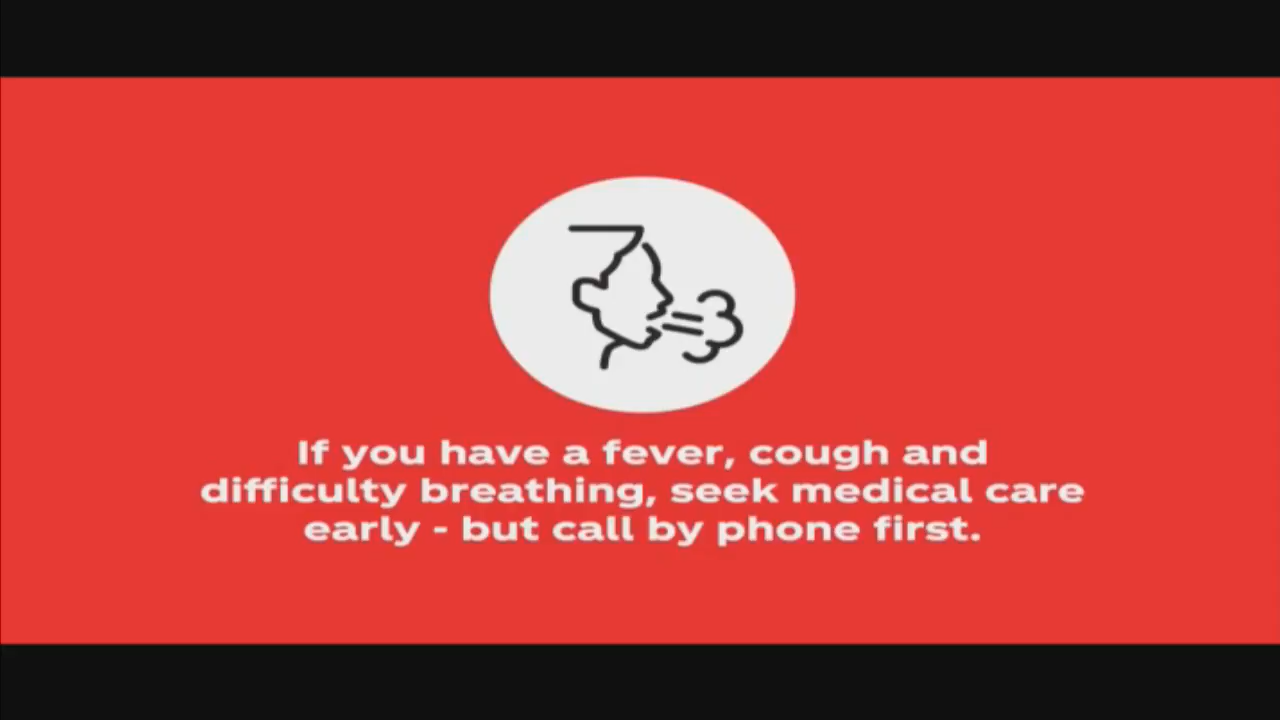 If you have a fever, cough and
difficulty breathing, seek medical care
early - but call by phone first.